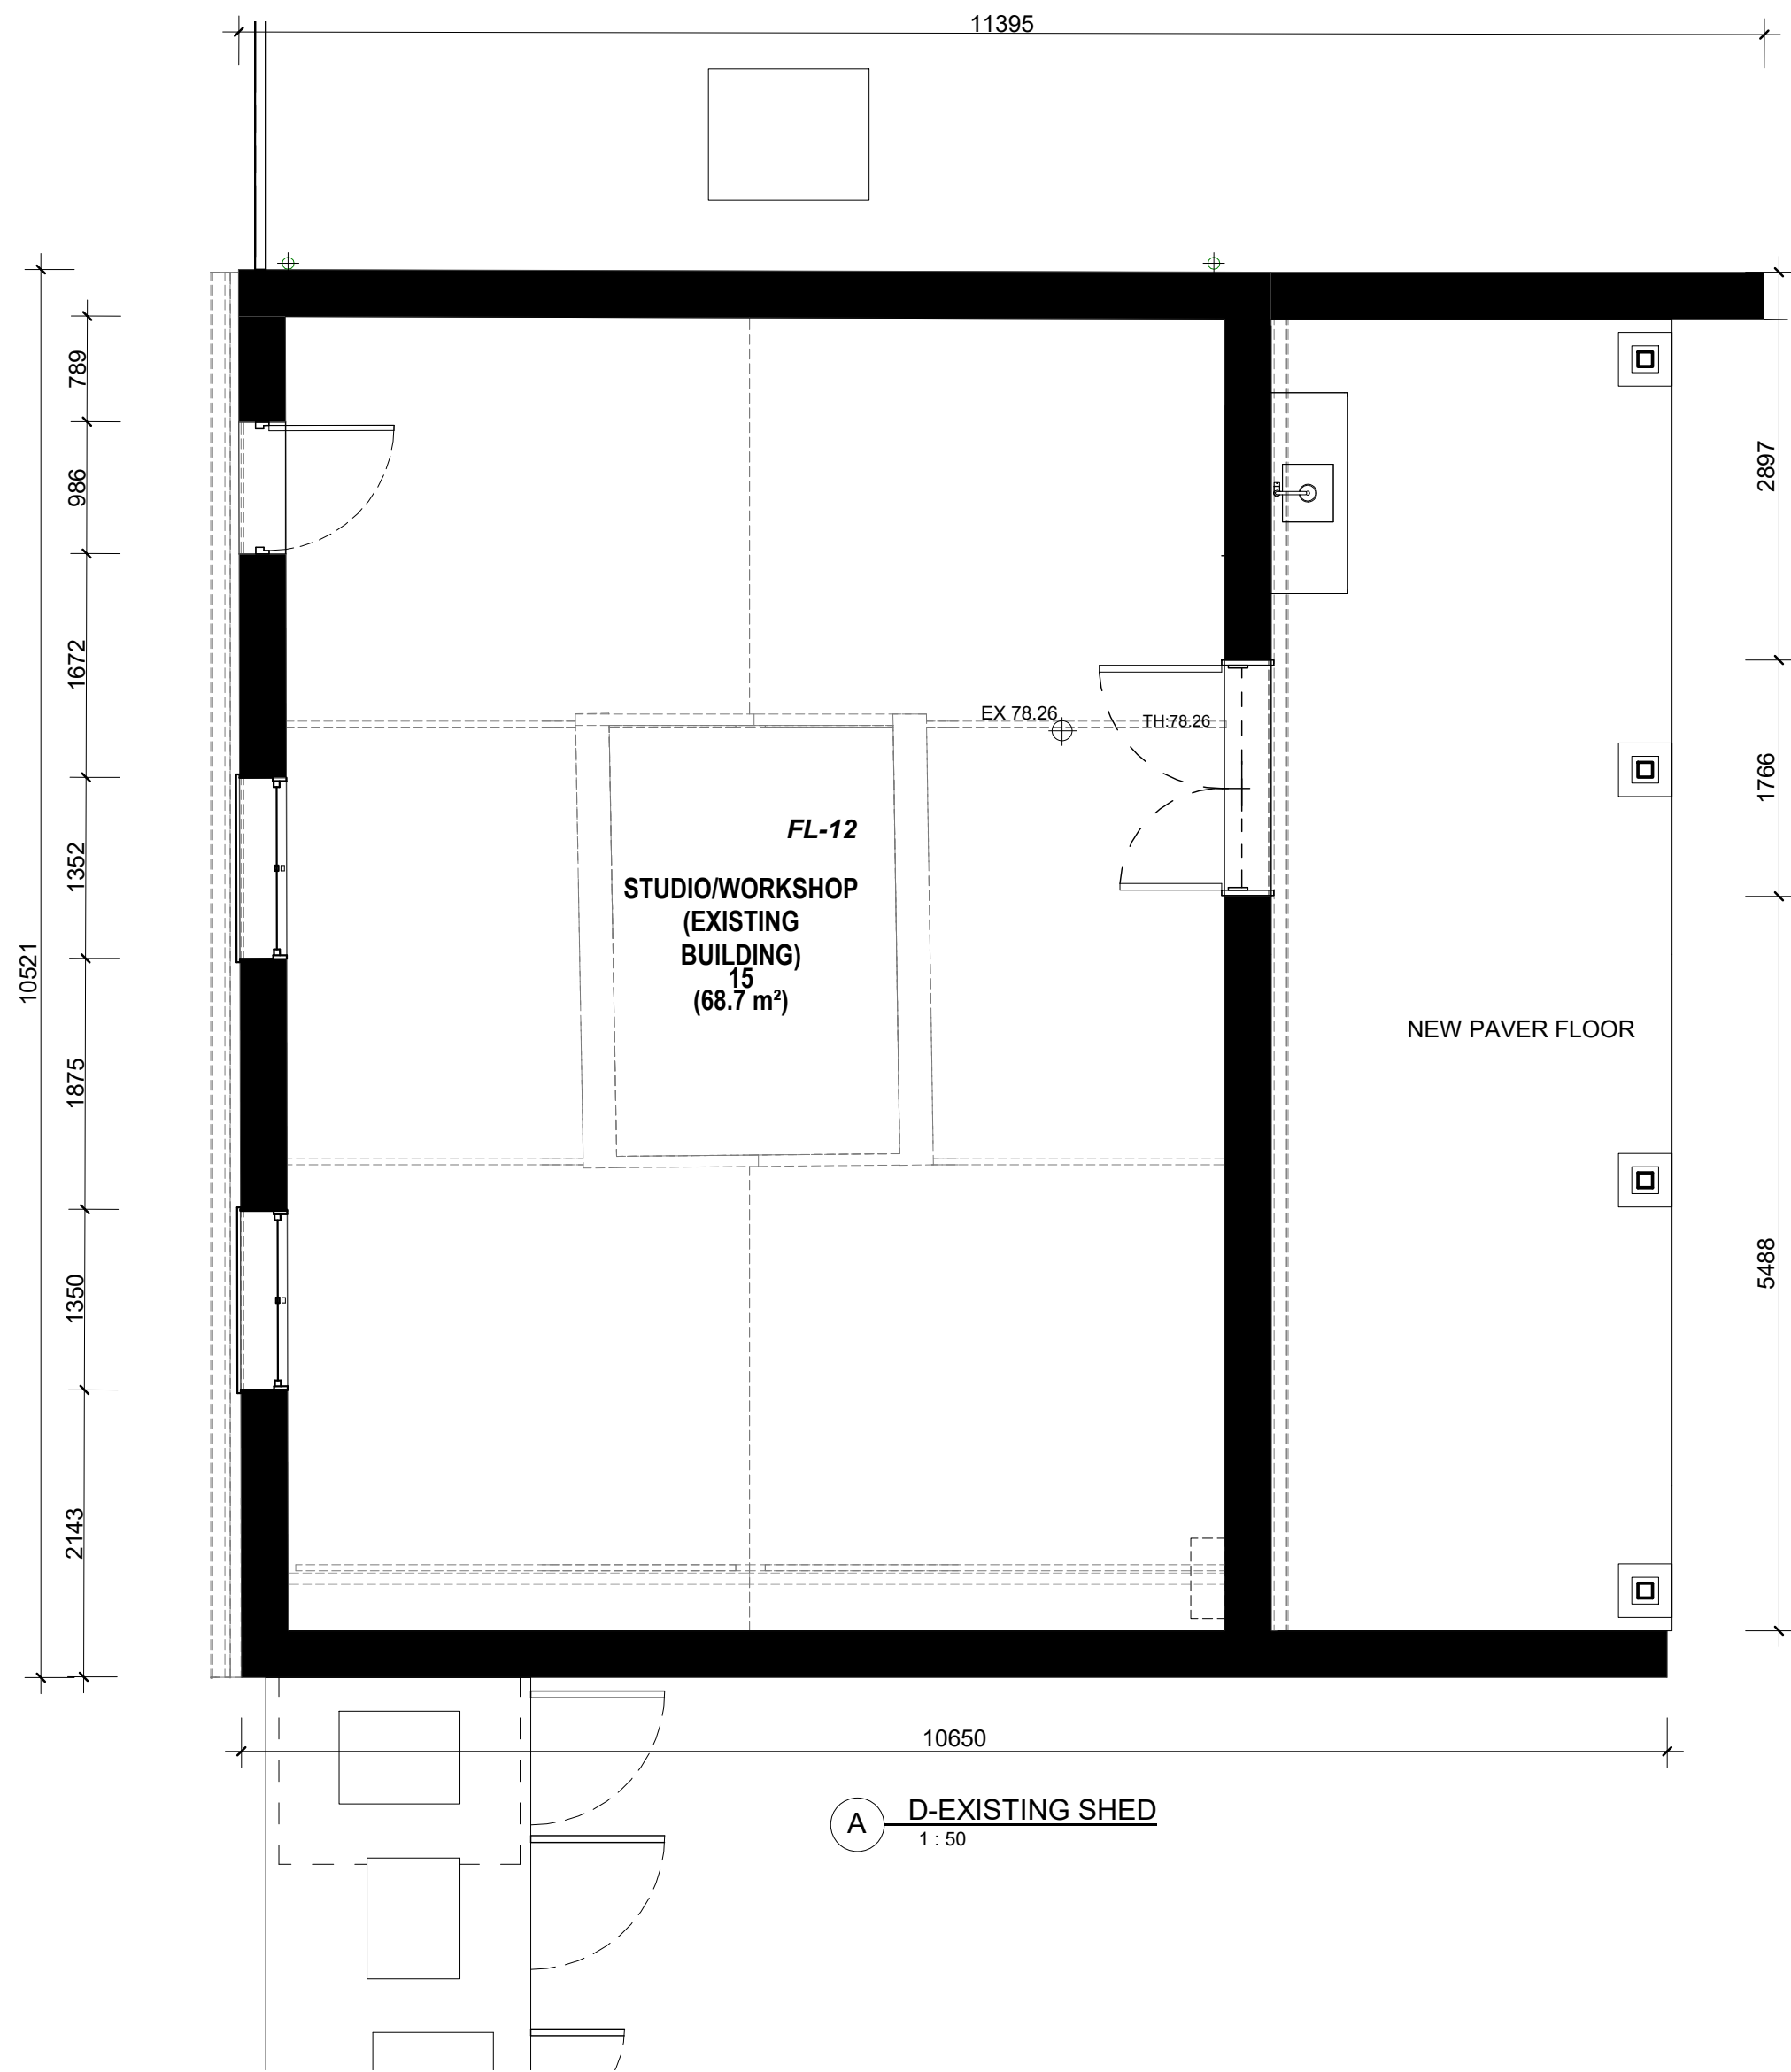 11395
789
986
2897
1672
EX 78.26
TH:78.26
1766
FL-12
1352
STUDIO/WORKSHOP
(EXISTING
BUILDING)
15
(68.7 m²)
10521
NEW PAVER FLOOR
1875
5488
1350
2143
10650
A
D-EXISTING SHED
1 : 50